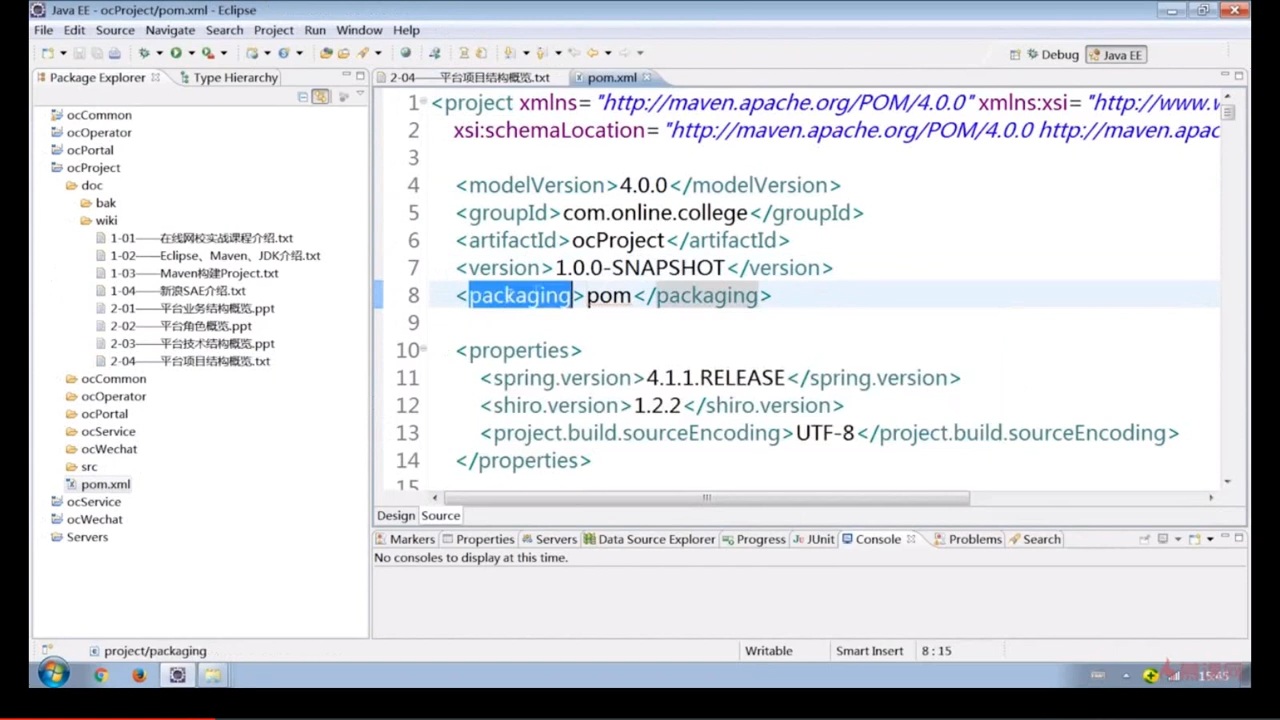 Java EE - ocProject/pom.xml - Eclipse
File Edit Source Navigate Search Project Run Window Help
Debug Java EE
Package Explorer Type Hierarchy
2-04——平台项目结构概览.txt pom.xml
ocCommon
ocOperator
ocPortal
ocProject
doc
bak
wiki
1-01——在线网校实战课程介绍.txt
1-02——Eclipse、Maven、JDK介绍.txt
1-03——Maven构建Project.txt
1-04——新浪SAE介绍.txt
2-01——平台业务结构概览.ppt
2-02——平台角色概览.ppt
2-03——平台技术结构概览.ppt
2-04——平台项目结构概览.txt
ocCommon
ocOperator
ocPortal
ocService
ocWechat
src
pom.xml
ocService
ocWechat
Servers
1 <project xmlns="http://maven.apache.org/POM/4.0.0" xmlns:xsi="http://www.w
2 xsi:schemaLocation="http://maven.apache.org/POM/4.0.0 http://maven.apac
3
4 <modelVersion>4.0.0</modelVersion>
5 <groupId>com.online.college</groupId>
6 <artifactId>ocProject</artifactId>
7 <version>1.0.0-SNAPSHOT</version>
8 <packaging>pom</packaging>
9
10 <properties>
11 <spring.version>4.1.1.RELEASE</spring.version>
12 <shiro.version>1.2.2</shiro.version>
13 <project.build.sourceEncoding>UTF-8</project.build.sourceEncoding>
14 </properties>
15
Design Source
Markers Properties Servers Data Source Explorer Progress JUnit Console Problems Search
No consoles to display at this time.
project/packaging Writable Smart Insert 8 : 15
15:45